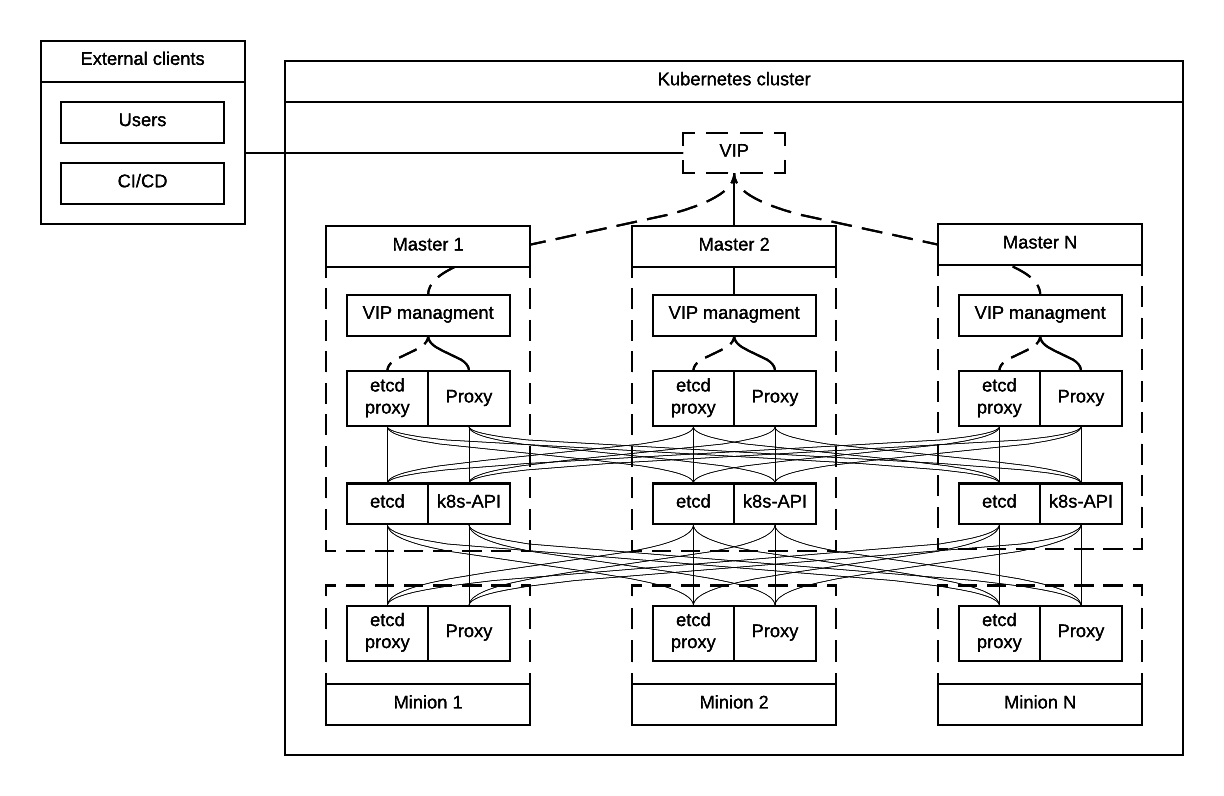 External clients
Users
CI/CD
Kubernetes cluster
VIP
Master 1
Master 2
Master N
VIP managment
VIP managment
VIP managment
etcd
proxy
Proxy
etcd
proxy
Proxy
etcd
proxy
Proxy
etcd
k8s-API
etcd
k8s-API
etcd
k8s-API
etcd
proxy
Proxy
etcd
proxy
Proxy
etcd
proxy
Proxy
Minion 1
Minion 2
Minion N